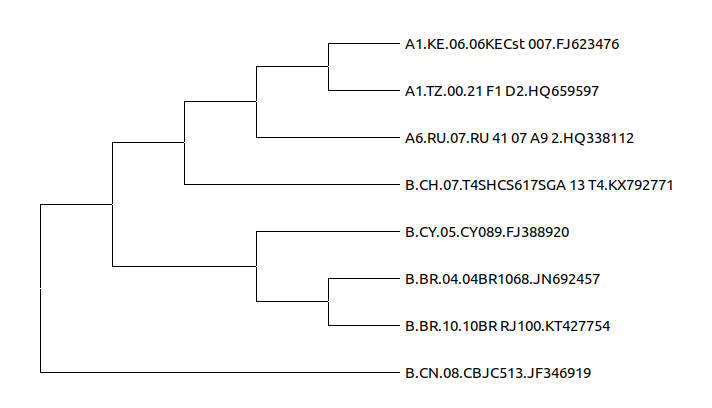 A1.KE.06.06KECst 007.FJ623476
A1.TZ.00.21 F1 D2.HQ659597
A6.RU.07.RU 41 07 A9 2.HQ338112
B.CH.07.T4SHCS617SGA 13 T4.KX792771
B.CY.05.CY089.FJ388920
B.BR.04.04BR1068.JN692457
B.BR.10.10BR RJ100.KT427754
B.CN.08.CBJC513.JF346919